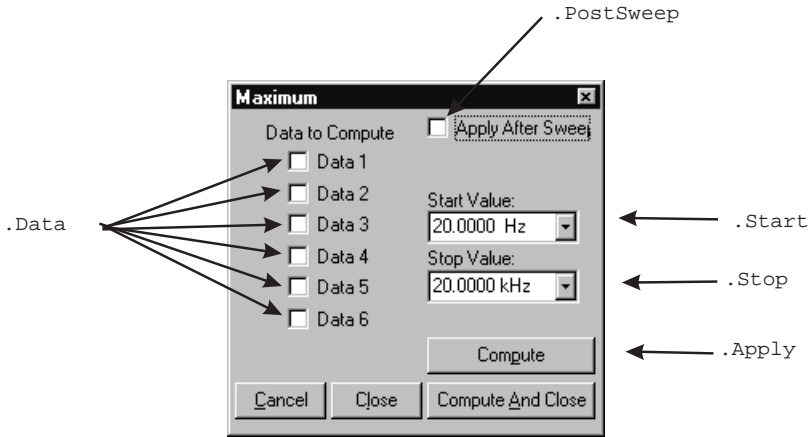 .PostSweep
Maximum
Data to Compute
Apply After Sweep
Data 1
Data 2
Data 3
Data 4
Data 5
Data 6
.Data
Start Value:
20.0000 Hz
.Start
Stop Value:
20.0000 kHz
.Stop
Compute
.Apply
Cancel
Close
Compute And Close